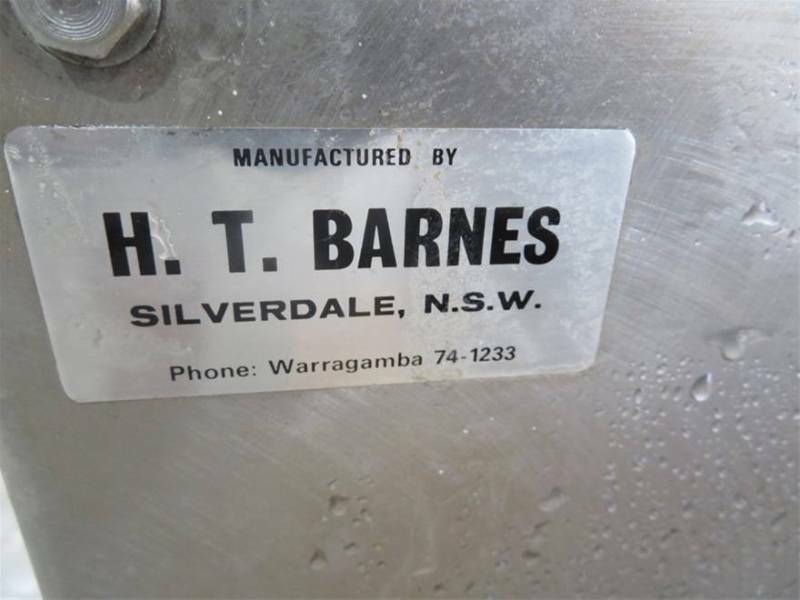 MANUFACTURED BY
H. T. BARNES
SILVERDALE, N.S.W.
Phone: Warragamba 74-1233